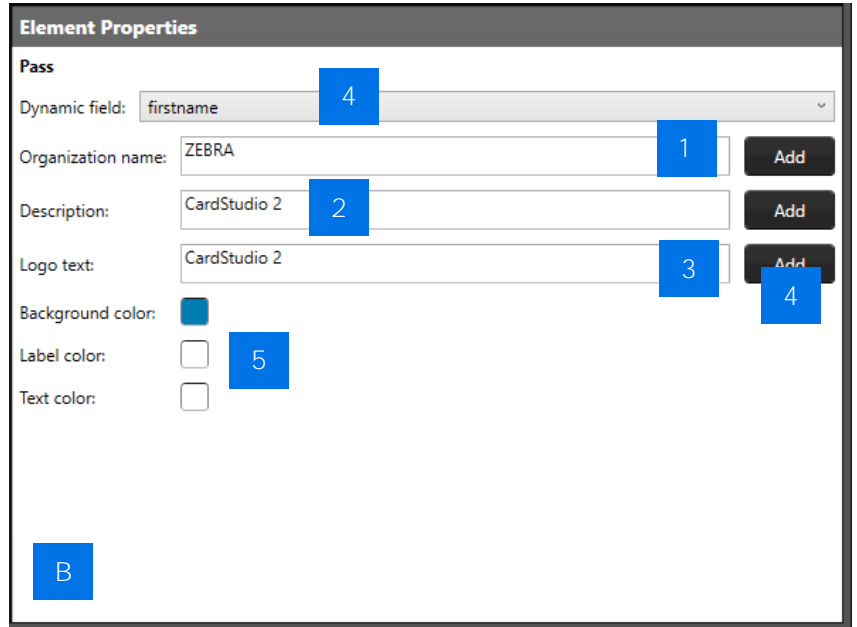 Element Properties
Pass
4
Dynamic field: firstname
Organization name: ZEBRA 1 Add
Description: CardStudio 2 2 Add
Logo text: CardStudio 2 3 Add
4
Background color:
Label color: 5
Text color:
B